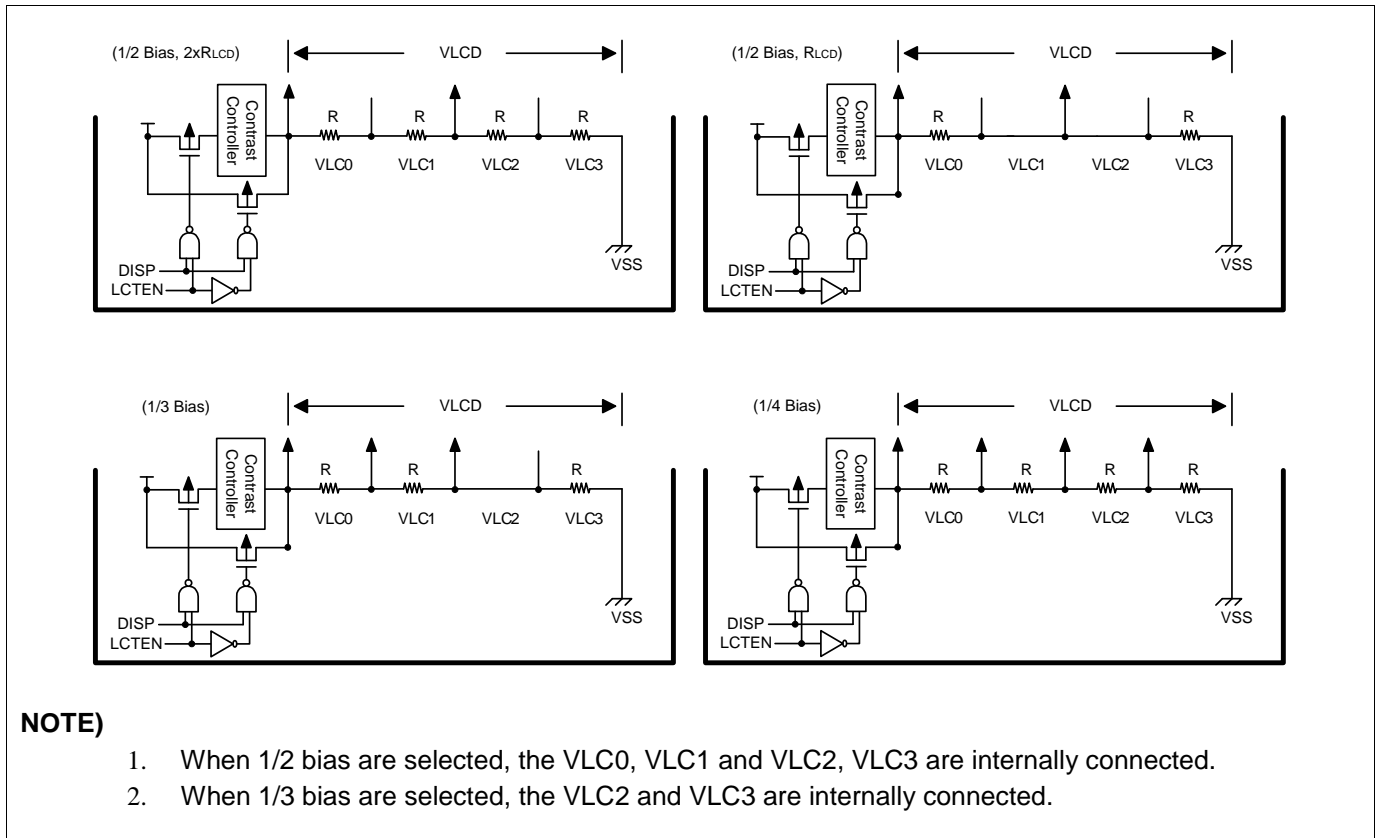 (1/2 Bias, 2xRLCD)
VLCD
Contrast
Controller
R R R R
VLC0 VLC1 VLC2 VLC3
DISP
LCTEN
VSS
(1/2 Bias, RLCD)
VLCD
Contrast
Controller
R R
VLC0 VLC1 VLC2 VLC3
DISP
LCTEN
VSS
(1/3 Bias)
VLCD
Contrast
Controller
R R R
VLC0 VLC1 VLC2 VLC3
DISP
LCTEN
VSS
(1/4 Bias)
VLCD
Contrast
Controller
R R R R
VLC0 VLC1 VLC2 VLC3
DISP
LCTEN
VSS
NOTE)
1. When 1/2 bias are selected, the VLC0, VLC1 and VLC2, VLC3 are internally connected.
2. When 1/3 bias are selected, the VLC2 and VLC3 are internally connected.